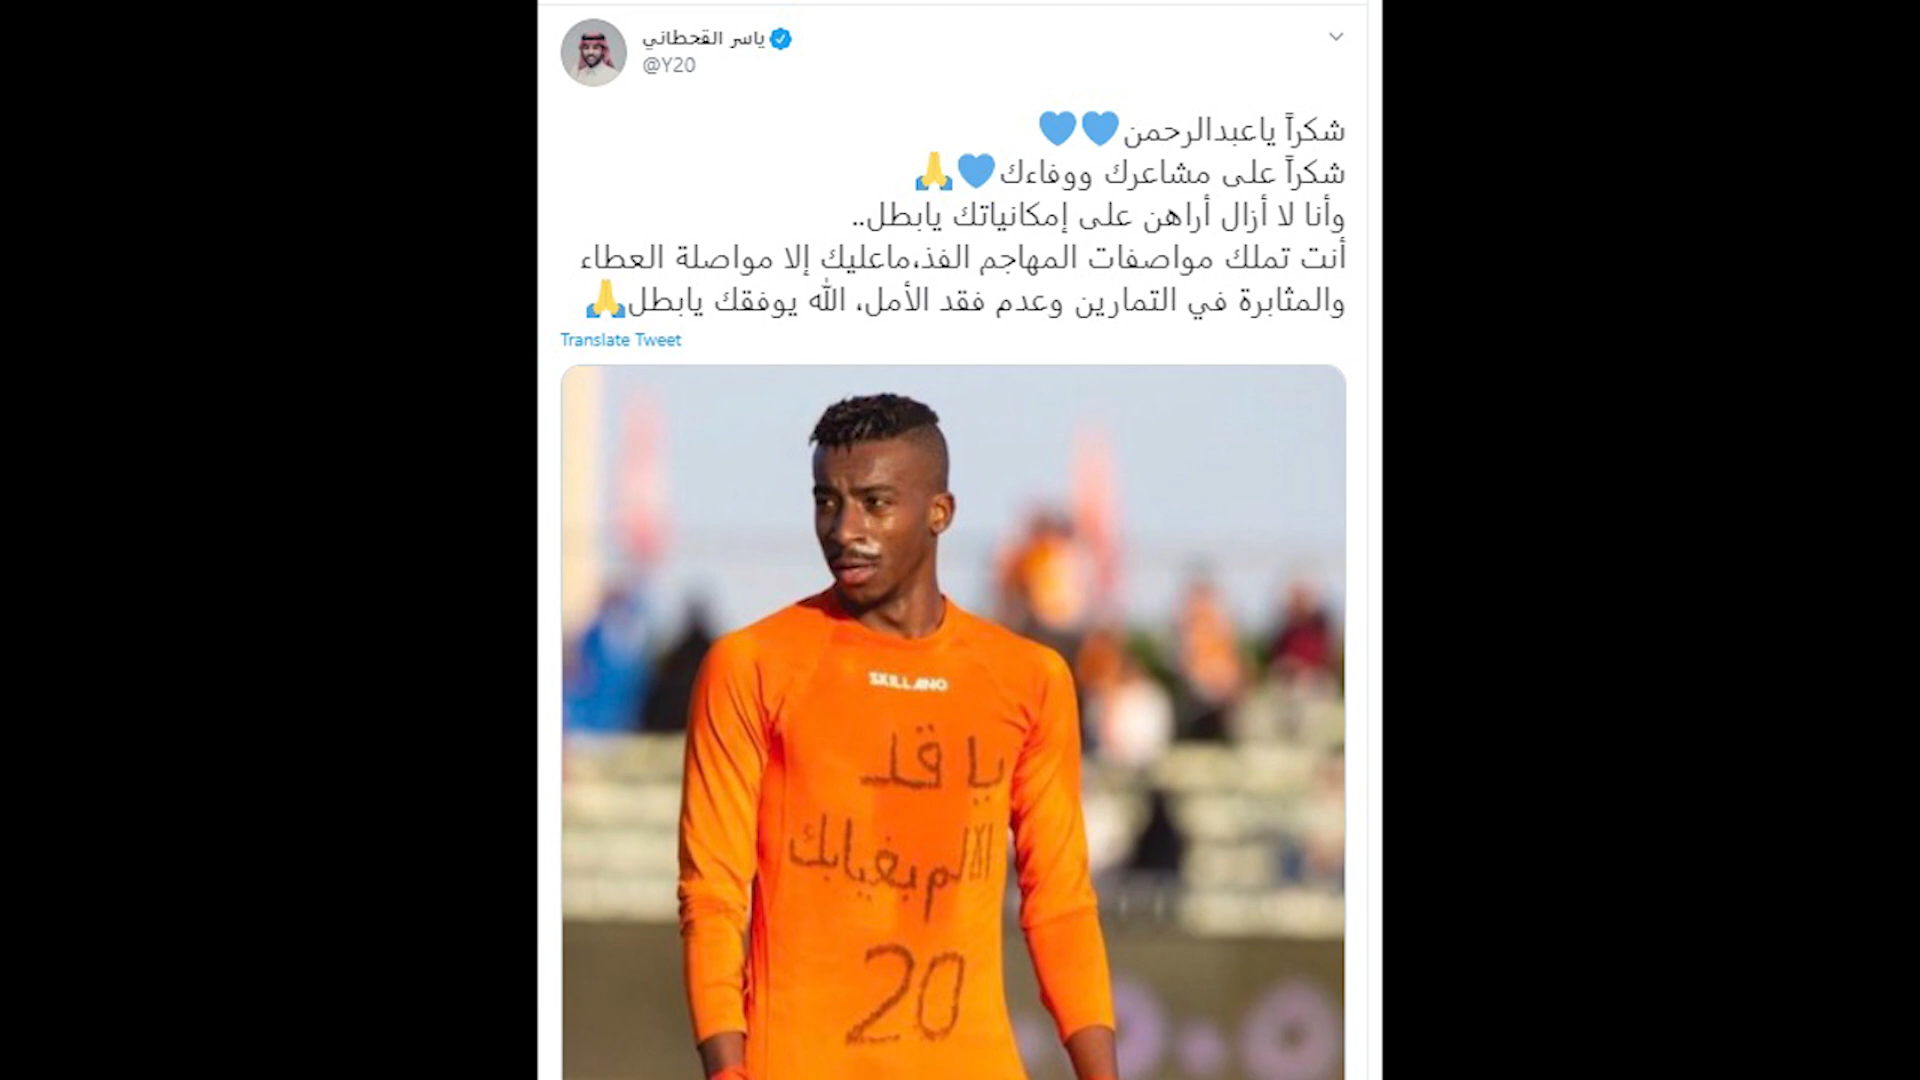 ياسر القحطاني
@Y20
شكراً ياعبدالرحمن💙💙
شكراً على مشاعرك ووفاءك💙🙏
وأنا لا أزال أراهن على إمكانياتك يابطل..
أنت تملك مواصفات المهاجم الفذ،ماعليك إلا مواصلة العطاء
والمثابرة في التمارين وعدم فقد الأمل، الله يوفقك يابطل🙏
Translate Tweet
SKILLANO
يا قد
الالم بغيابك
20